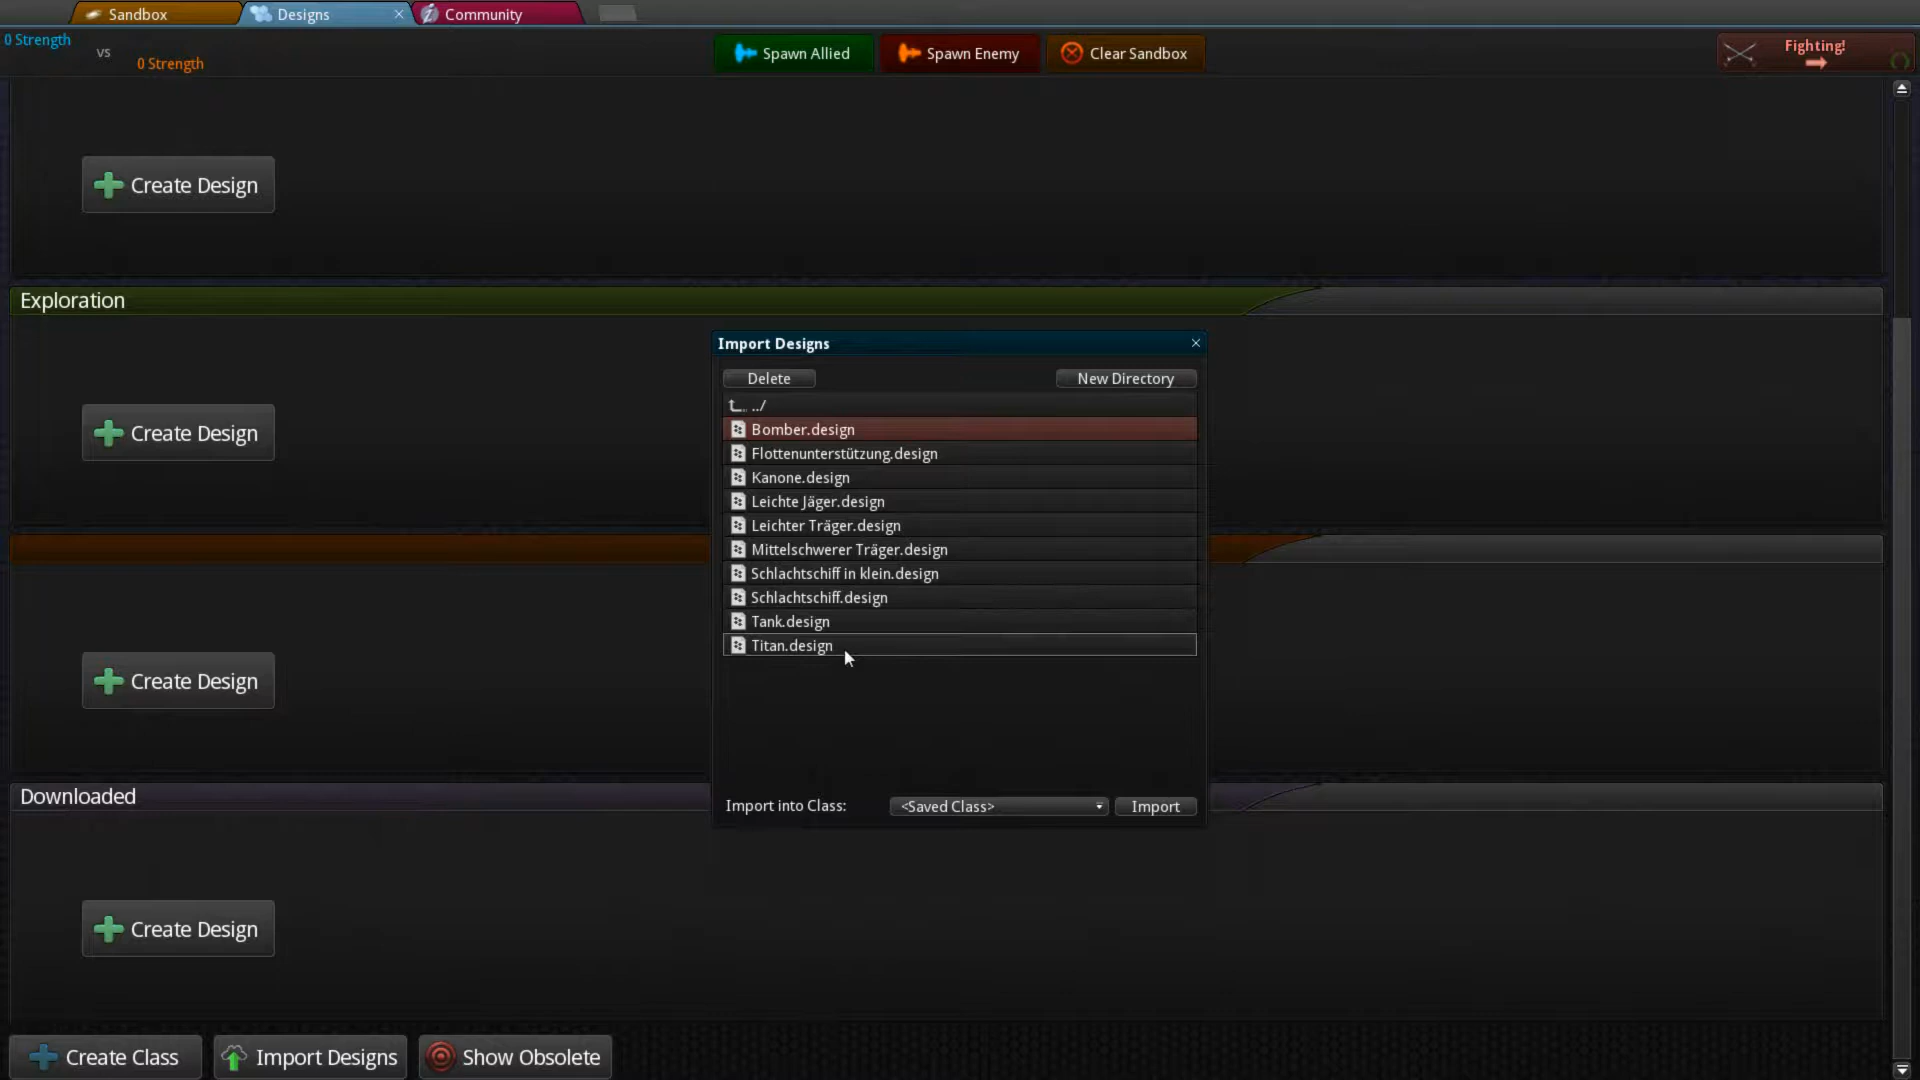 Sandbox
Designs
Community
0 Strength
vs
0 Strength
Spawn Allied
Spawn Enemy
Clear Sandbox
Fighting!
Create Design
Exploration
Create Design
Create Design
Downloaded
Create Design
Import Designs
Delete
New Directory
../
Bomber.design
Flottenunterstützung.design
Kanone.design
Leichte Jäger.design
Leichter Träger.design
Mittelschwerer Träger.design
Schlachtschiff in klein.design
Schlachtschiff.design
Tank.design
Titan.design
Import into Class:
<Saved Class>
Import
Create Class
Import Designs
Show Obsolete